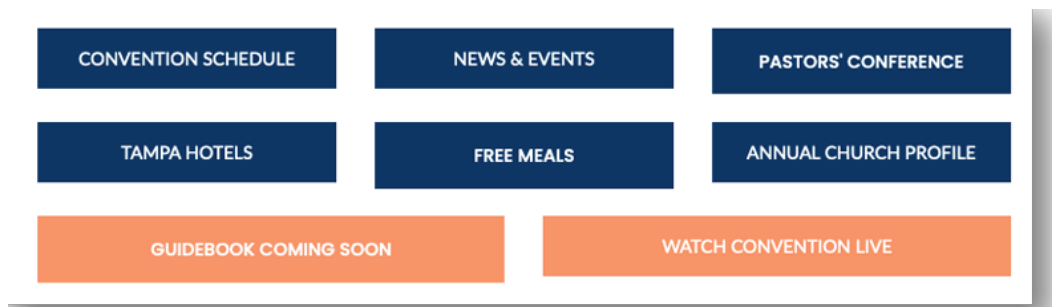 CONVENTION SCHEDULE
NEWS & EVENTS
PASTORS' CONFERENCE
TAMPA HOTELS
FREE MEALS
ANNUAL CHURCH PROFILE
GUIDEBOOK COMING SOON
WATCH CONVENTION LIVE